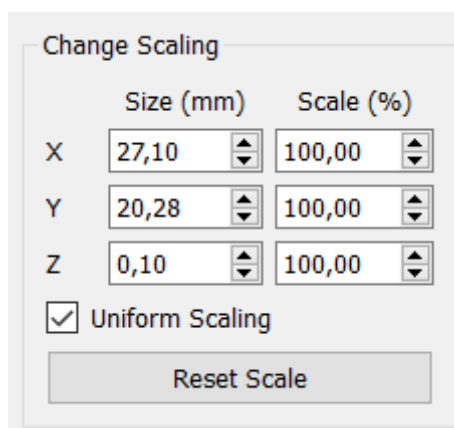 Change Scaling
Size (mm) Scale (%)
X 27,10 100,00
Y 20,28 100,00
Z 0,10 100,00
Uniform Scaling
Reset Scale